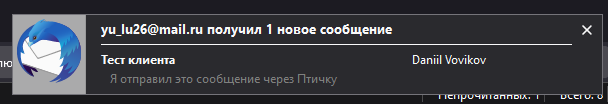 yu_lu26@mail.ru получил 1 новое сообщение
Тест клиента Daniil Vovikov
Я отправил это сообщение через Птичку
Непрочитанных: 1 Всего: 6